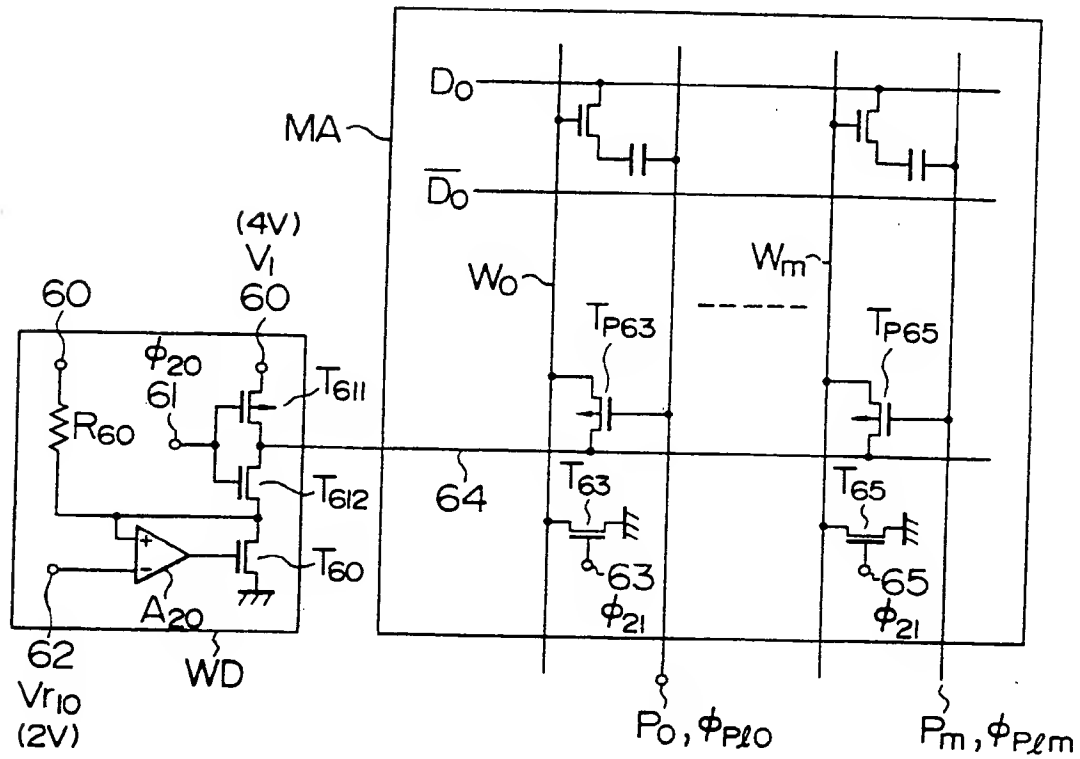 D0
MA
D̅0̅
(4V)
V1
W0
Wm
60
60
TP63
TP65
ϕ20
61
T611
R60
64
T63
T65
T612
+
−
T60
A20
63
65
ϕ21
ϕ21
62
WD
Vr10
(2V)
P0, ϕPℓ0
Pm, ϕPℓm